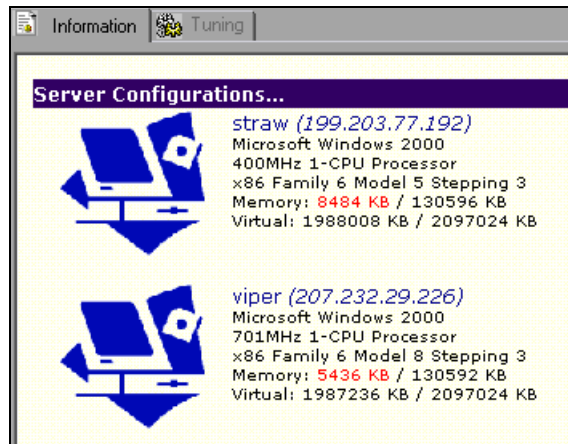 Information Tuning
Server Configurations...
straw (199.203.77.192)
Microsoft Windows 2000
400MHz 1-CPU Processor
x86 Family 6 Model 5 Stepping 3
Memory: 8484 KB / 130596 KB
Virtual: 1988008 KB / 2097024 KB
viper (207.232.29.226)
Microsoft Windows 2000
701MHz 1-CPU Processor
x86 Family 6 Model 8 Stepping 3
Memory: 5436 KB / 130592 KB
Virtual: 1987236 KB / 2097024 KB